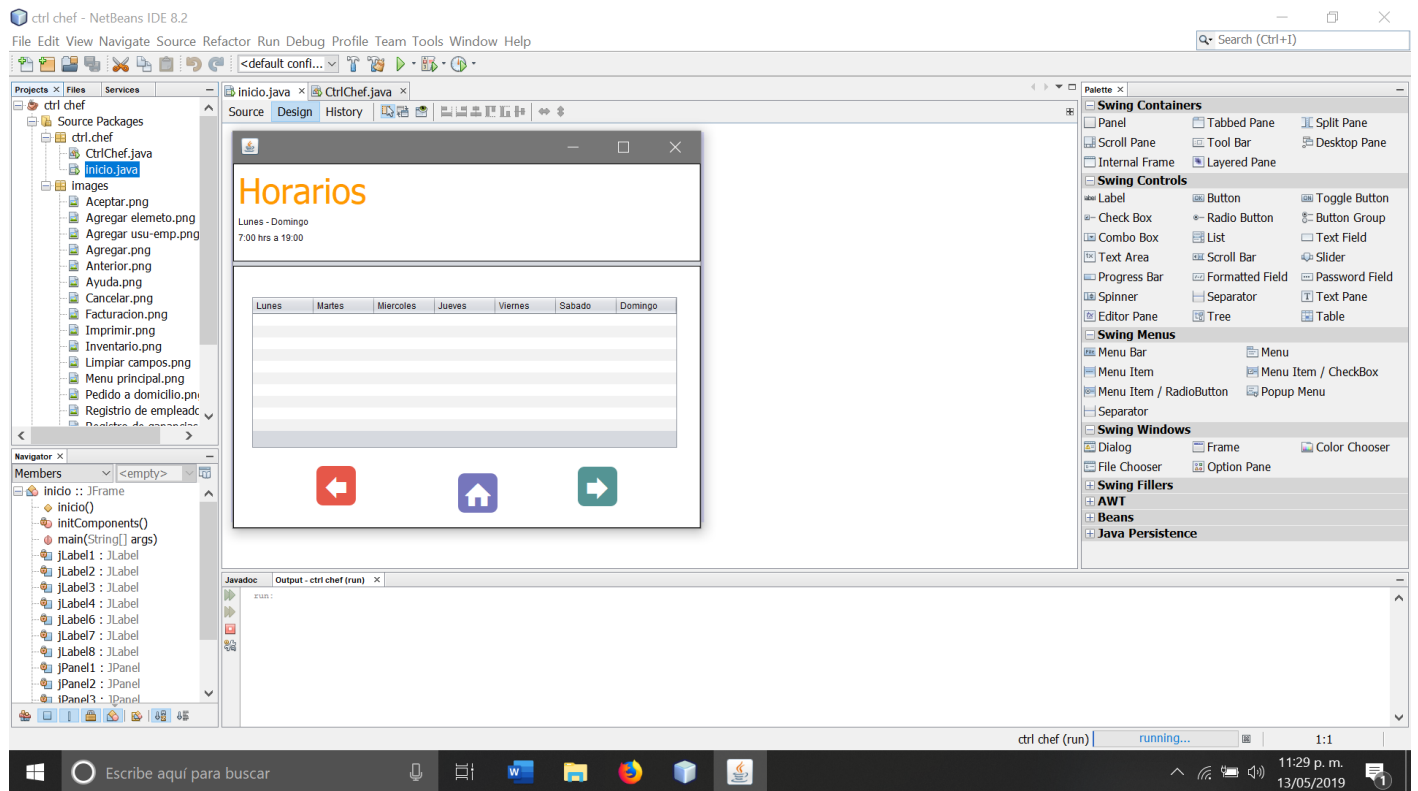 ctrl chef - NetBeans IDE 8.2
File Edit View Navigate Source Refactor Run Debug Profile Team Tools Window Help
Search (Ctrl+I)
<default confi...
Projects Files Services
ctrl chef
Source Packages
ctrl.chef
CtrlChef.java
inicio.java
Images
Aceptar.png
Agregar elemeto.png
Agregar usu-emp.png
Agregar.png
Anterior.png
Ayuda.png
Cancelar.png
Facturacion.png
Imprimir.png
Inventario.png
Limpiar campos.png
Menu principal.png
Pedido a domicilio.pn
Registro de empleado
Registro de ganancias
Navigator
Members <empty>
inicio :: JFrame
inicio()
initComponents()
main(String[] args)
jLabel1 : JLabel
jLabel2 : JLabel
jLabel3 : JLabel
jLabel4 : JLabel
jLabel6 : JLabel
jLabel7 : JLabel
jLabel8 : JLabel
jPanel1 : JPanel
jPanel2 : JPanel
jPanel3 : JPanel
inicio.java CtrlChef.java
Source Design History
Horarios
Lunes - Domingo
7:00 hrs a 19:00
Lunes Martes Miercoles Jueves Viernes Sabado Domingo
Javadoc Output - ctrl chef (run)
run:
Palette
Swing Containers
Panel Tabbed Pane Split Pane
Scroll Pane Tool Bar Desktop Pane
Internal Frame Layered Pane
Swing Controls
Label Button Toggle Button
Check Box Radio Button Button Group
Combo Box List Text Field
Text Area Scroll Bar Slider
Progress Bar Formatted Field Password Field
Spinner Separator Text Pane
Editor Pane Tree Table
Swing Menus
Menu Bar Menu
Menu Item Menu Item / CheckBox
Menu Item / RadioButton Popup Menu
Separator
Swing Windows
Dialog Frame Color Chooser
File Chooser Option Pane
Swing Fillers
AWT
Beans
Java Persistence
ctrl chef (run) running... 1:1
Escribe aquí para buscar
11:29 p. m.
13/05/2019
1